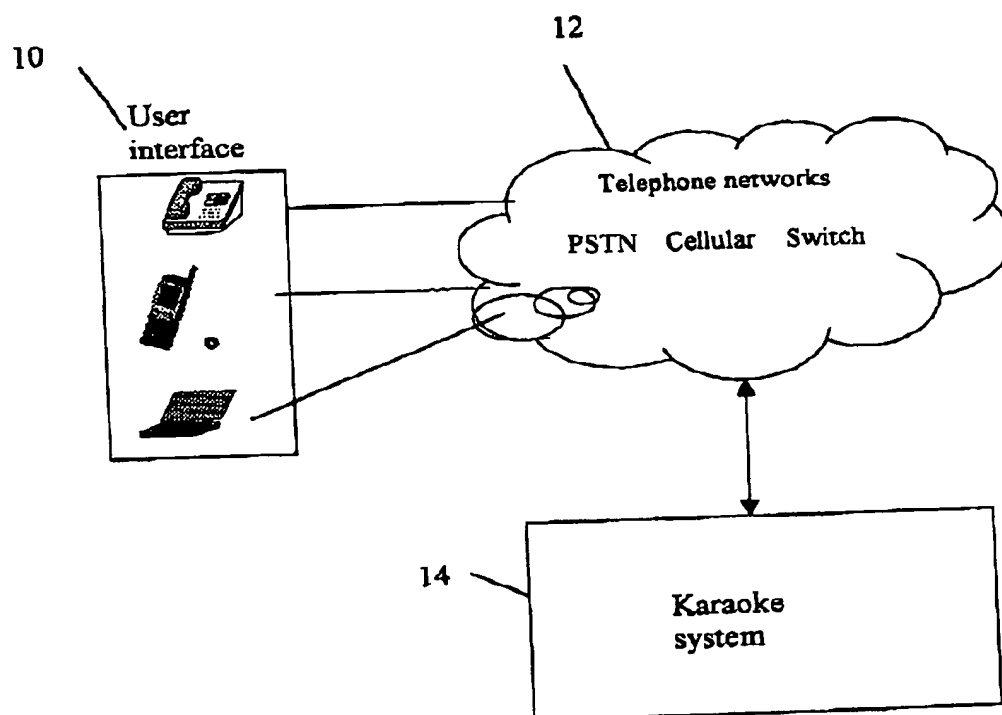 10
12
User
interface
Telephone networks
PSTN Cellular Switch
14
Karaoke
system